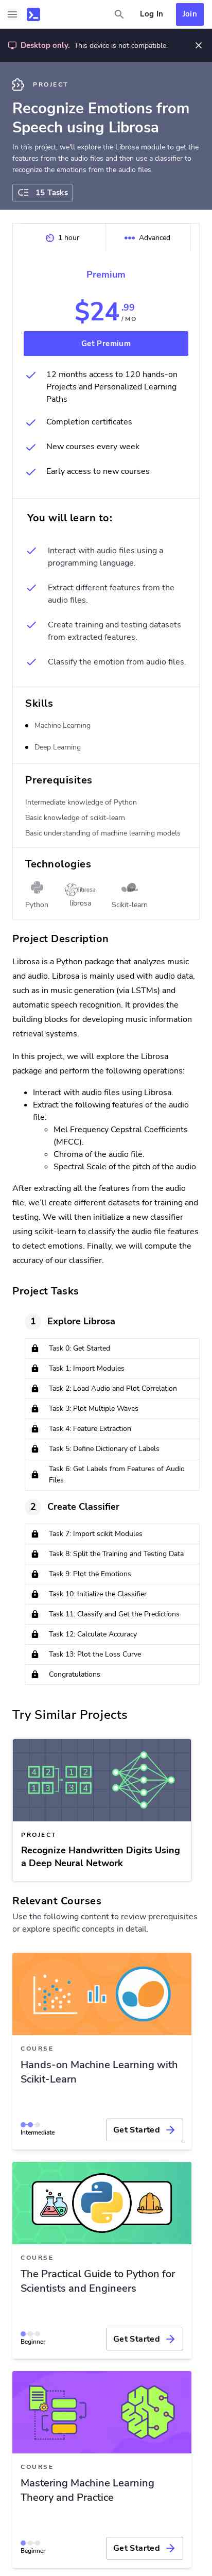 Log In
Join
Desktop only. This device is not compatible.
PROJECT
Recognize Emotions from
Speech using Librosa
In this project, we'll explore the Librosa module to get the
features from the audio files and then use a classifier to
recognize the emotions from the audio files.
15 Tasks
1 hour
Advanced
Premium
$24.99
/MO
Get Premium
12 months access to 120 hands-on
Projects and Personalized Learning
Paths
Completion certificates
New courses every week
Early access to new courses
You will learn to:
Interact with audio files using a
programming language.
Extract different features from the
audio files.
Create training and testing datasets
from extracted features.
Classify the emotion from audio files.
Skills
Machine Learning
Deep Learning
Prerequisites
Intermediate knowledge of Python
Basic knowledge of scikit-learn
Basic understanding of machine learning models
Technologies
librosa
Python
librosa
Scikit-learn
Project Description
Librosa is a Python package that analyzes music
and audio. Librosa is mainly used with audio data,
such as in music generation (via LSTMs) and
automatic speech recognition. It provides the
building blocks for developing music information
retrieval systems.
In this project, we will explore the Librosa
package and perform the following operations:
Interact with audio files using Librosa.
Extract the following features of the audio
file:
Mel Frequency Cepstral Coefficients
(MFCC).
Chroma of the audio file.
Spectral Scale of the pitch of the audio.
After extracting all the features from the audio
file, we'll create different datasets for training and
testing. We will then initialize a new classifier
using scikit-learn to classify the audio file features
to detect emotions. Finally, we will compute the
accuracy of our classifier.
Project Tasks
1 Explore Librosa
Task 0: Get Started
Task 1: Import Modules
Task 2: Load Audio and Plot Correlation
Task 3: Plot Multiple Waves
Task 4: Feature Extraction
Task 5: Define Dictionary of Labels
Task 6: Get Labels from Features of Audio
Files
2 Create Classifier
Task 7: Import scikit Modules
Task 8: Split the Training and Testing Data
Task 9: Plot the Emotions
Task 10: Initialize the Classifier
Task 11: Classify and Get the Predictions
Task 12: Calculate Accuracy
Task 13: Plot the Loss Curve
Congratulations
Try Similar Projects
4 2 1 2
1 3 3 4
PROJECT
Recognize Handwritten Digits Using
a Deep Neural Network
Relevant Courses
Use the following content to review prerequisites
or explore specific concepts in detail.
COURSE
Hands-on Machine Learning with
Scikit-Learn
Intermediate
Get Started
COURSE
The Practical Guide to Python for
Scientists and Engineers
Beginner
Get Started
COURSE
Mastering Machine Learning
Theory and Practice
Beginner
Get Started